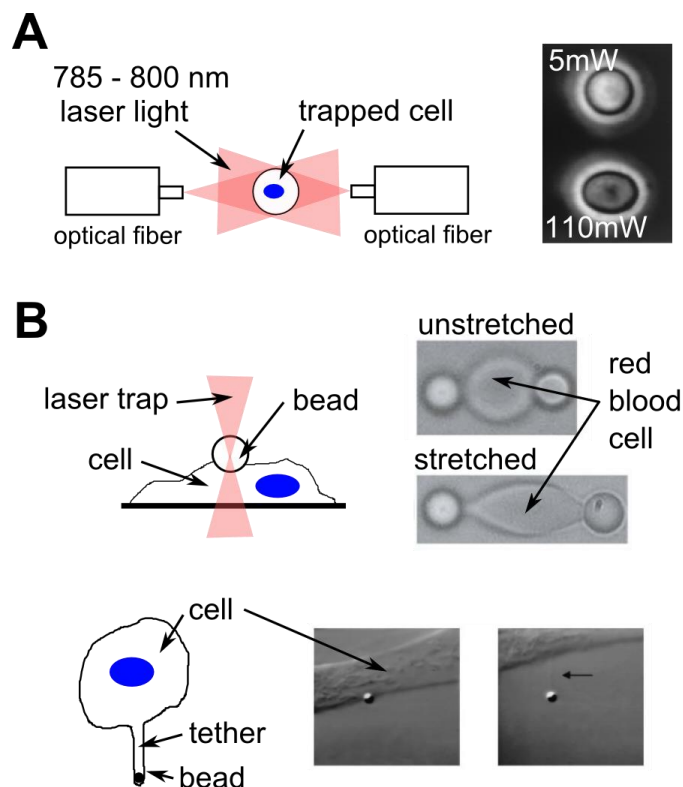 A
785 - 800 nm
laser light
trapped cell
optical fiber
optical fiber
5mW
110mW
B
unstretched
red
blood
cell
laser trap
bead
cell
stretched
cell
tether
bead